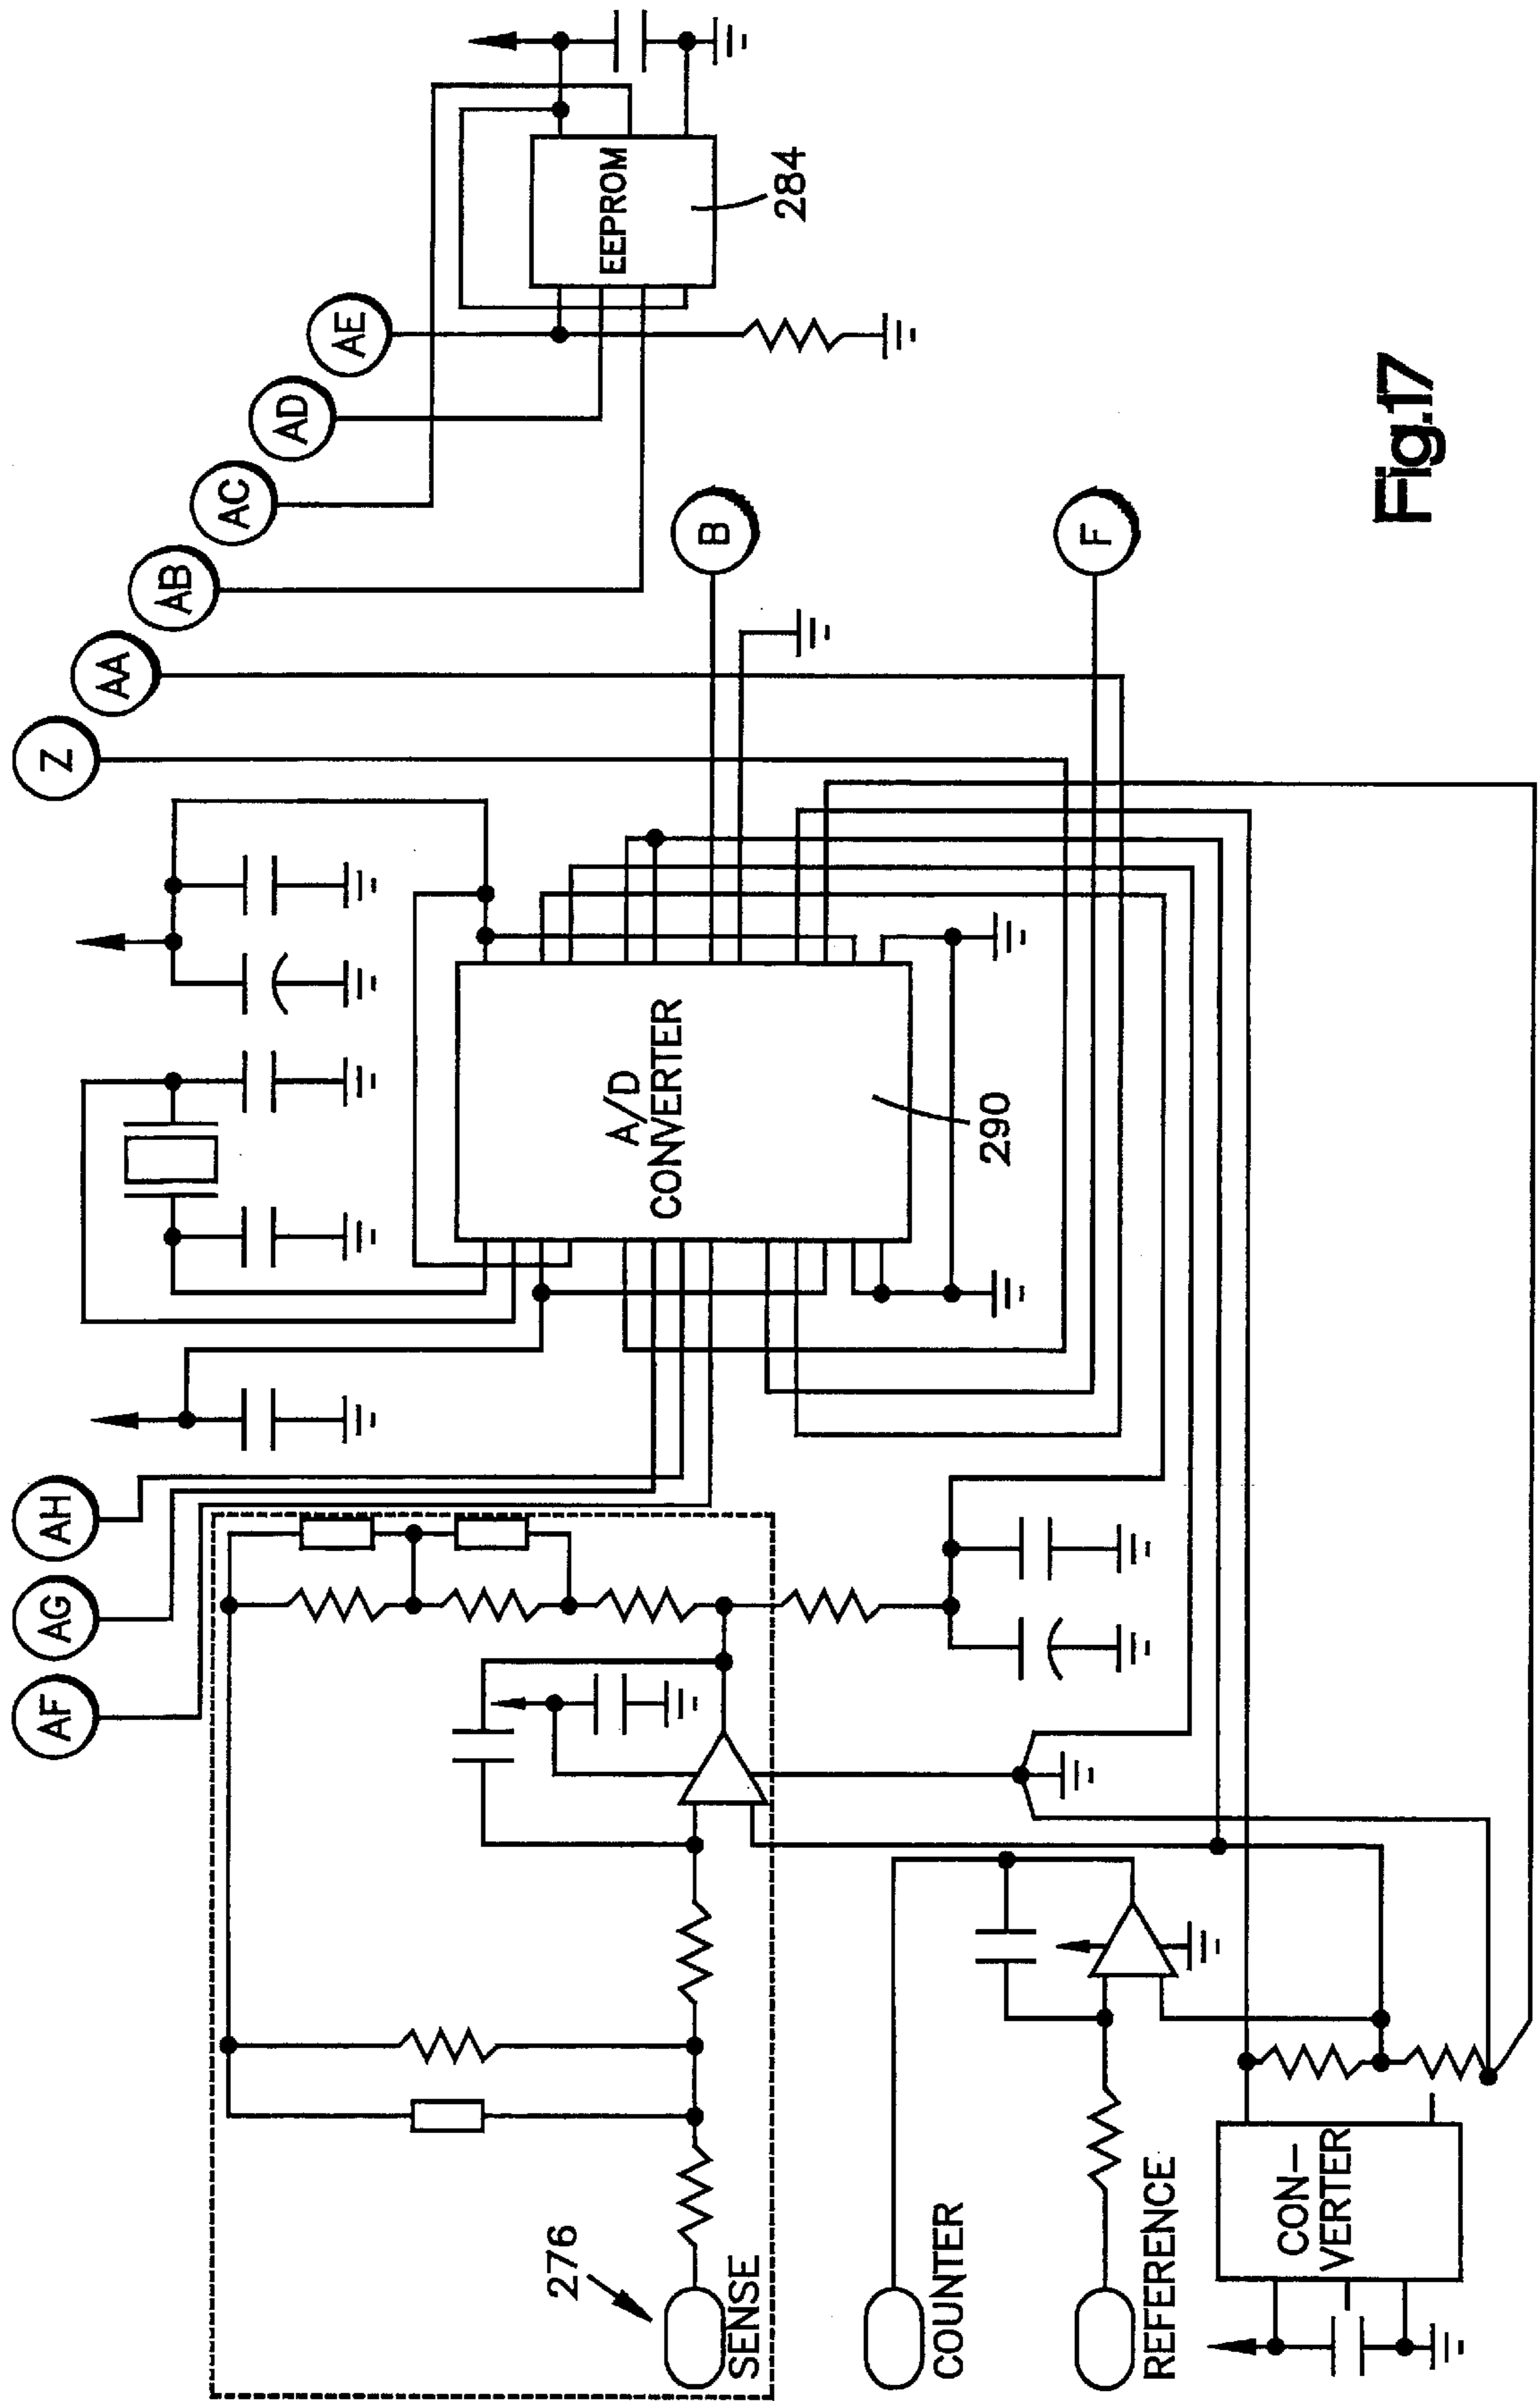 AF
AG
AH
Z
AA
AB
AC
AD
AE
276
SENSE
COUNTER
REFERENCE
CON-
VERTER
A/D
CONVERTER
290
B
F
EEPROM
284
Fig.17